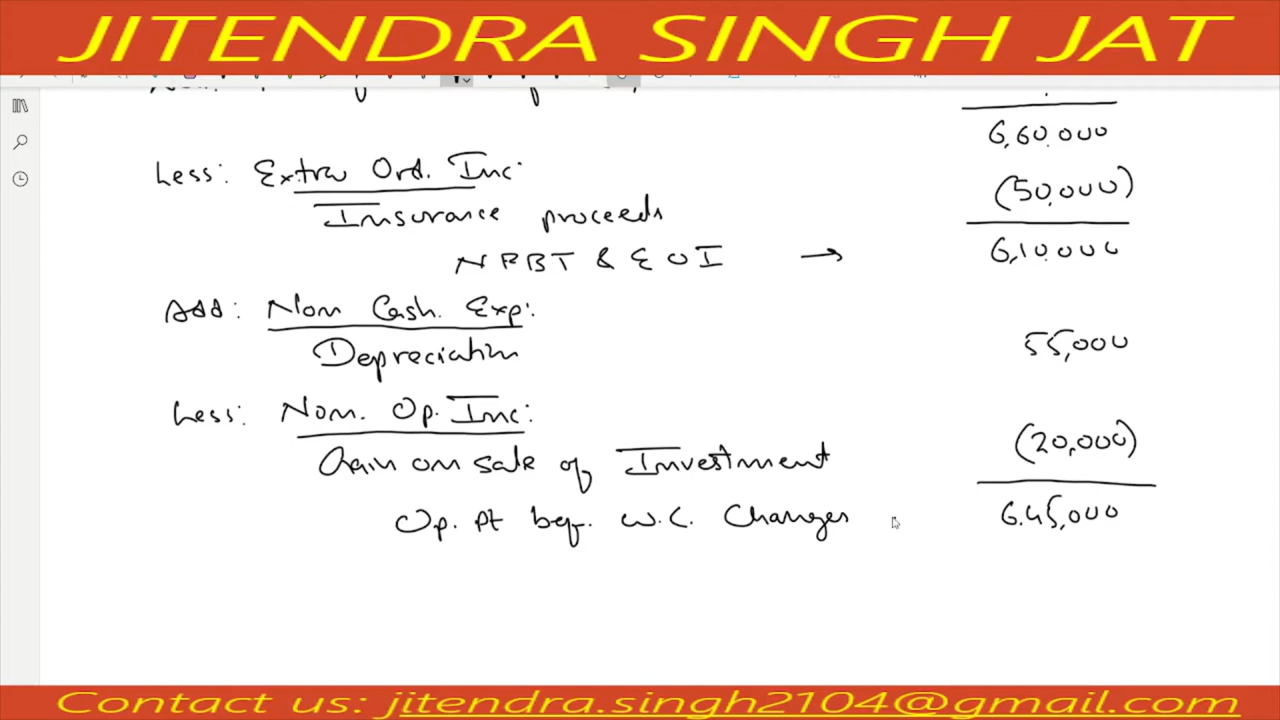 JITENDRA SINGH JAT
6,60,000
Less: Extra Ord. Inc: (50,000)
Insurance proceeds
NPBT & EOI → 6,10,000
Add: Non Cash. Exp:
Depreciation 55,000
Less: Non. Op. Inc:
Gain on sale of Investment (20,000)
Op. Pt bef. W.C. Changes 6,45,000
Contact us: jitendra.singh2104@gmail.com